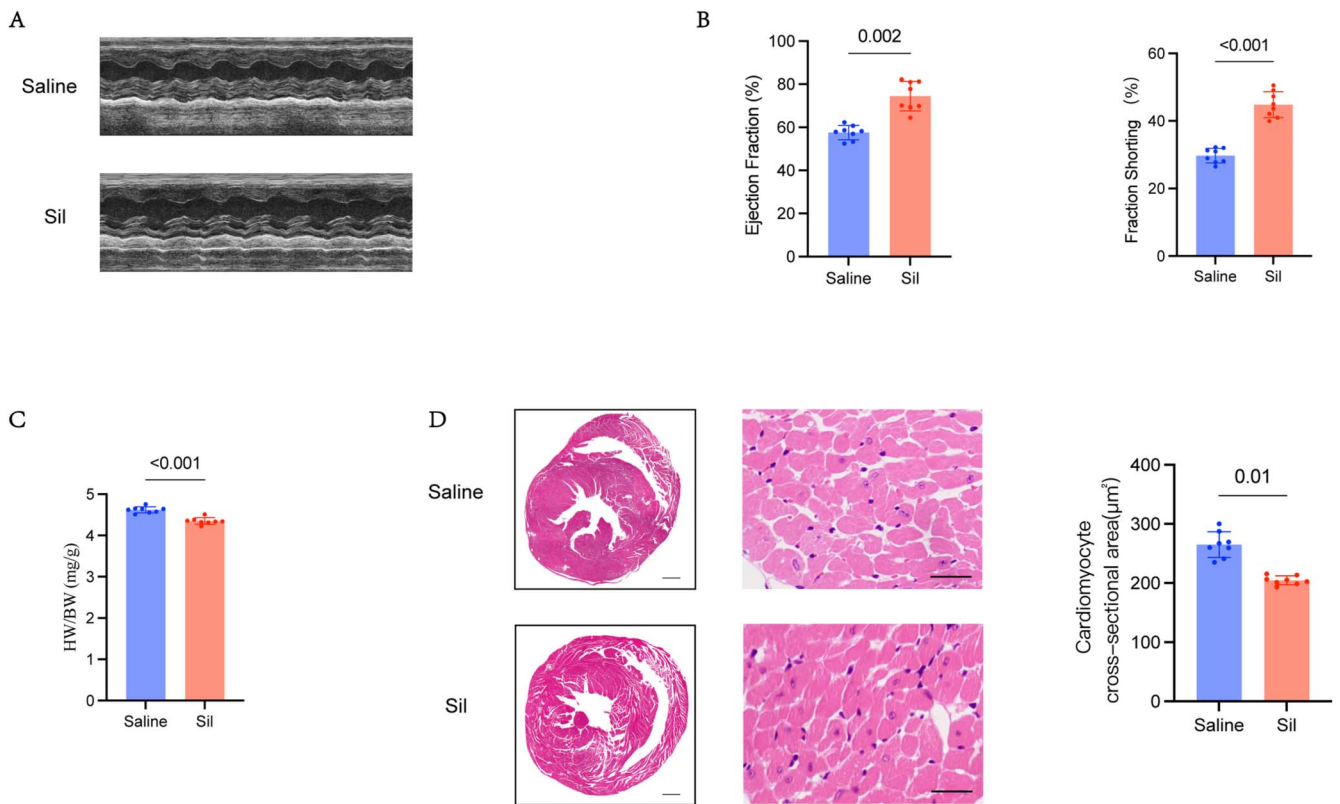 A
Saline
Sil
B
0.002
100
80
60
40
20
0
Ejection Fraction (%)
Saline
Sil
<0.001
60
40
20
0
Fraction Shorting (%)
Saline
Sil
C
<0.001
5
4
3
2
1
0
HW/BW (mg/g)
Saline
Sil
D
Saline
Sil
0.01
400
300
200
100
0
Cardiomyocyte
cross-sectional area(μm²)
Saline
Sil